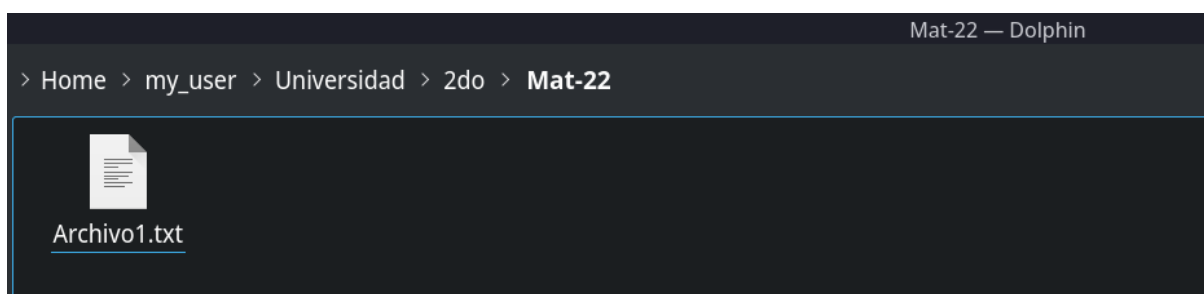 Mat-22 — Dolphin
> Home > my_user > Universidad > 2do > Mat-22
Archivo1.txt